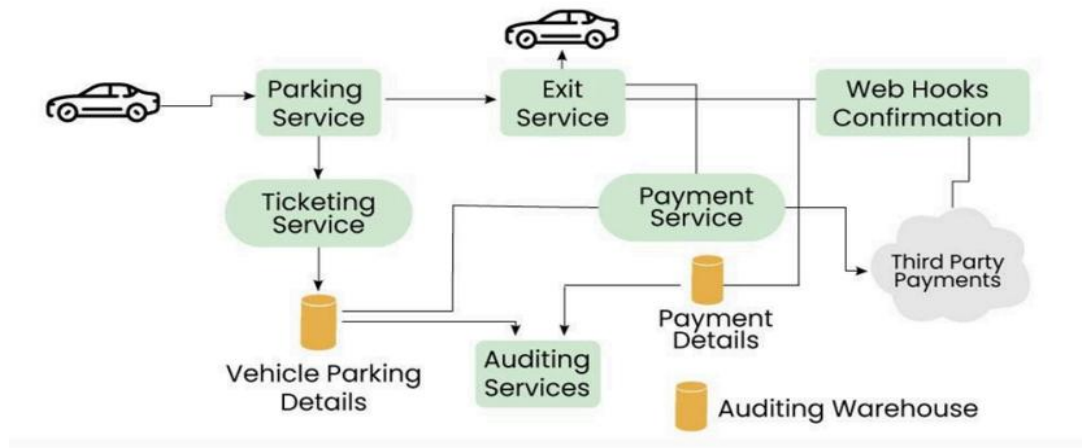 Parking
Service
Exit
Service
Web Hooks
Confirmation
Ticketing
Service
Payment
Service
Third Party
Payments
Payment
Details
Vehicle Parking
Details
Auditing
Services
Auditing Warehouse